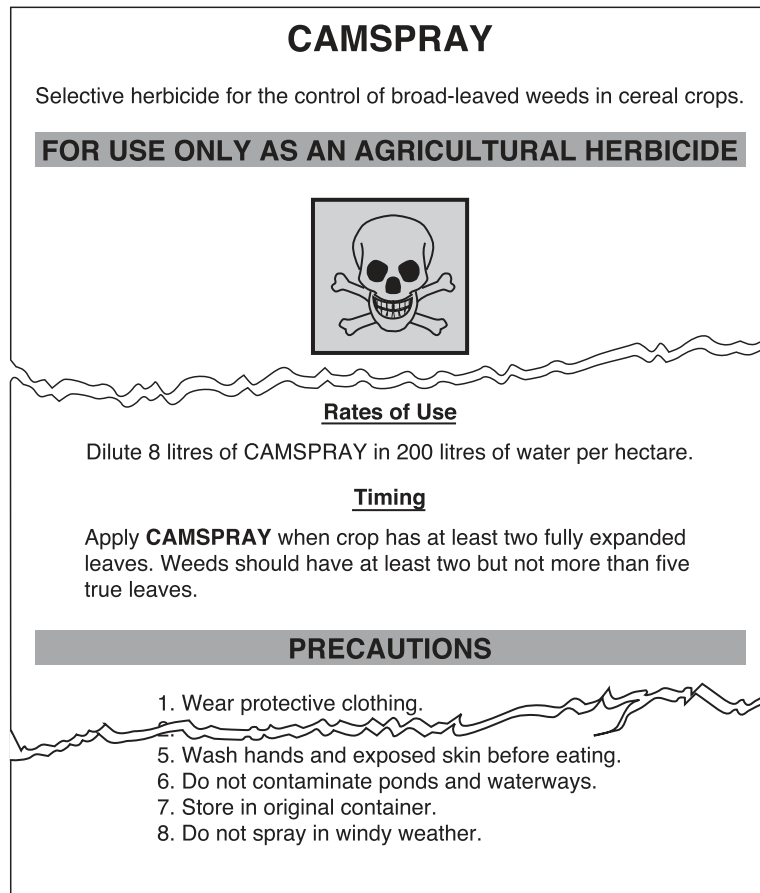 CAMSPRAY
Selective herbicide for the control of broad-leaved weeds in cereal crops.
FOR USE ONLY AS AN AGRICULTURAL HERBICIDE
Rates of Use
Dilute 8 litres of CAMSPRAY in 200 litres of water per hectare.
Timing
Apply CAMSPRAY when crop has at least two fully expanded
leaves. Weeds should have at least two but not more than five
true leaves.
PRECAUTIONS
1. Wear protective clothing.
5. Wash hands and exposed skin before eating.
6. Do not contaminate ponds and waterways.
7. Store in original container.
8. Do not spray in windy weather.